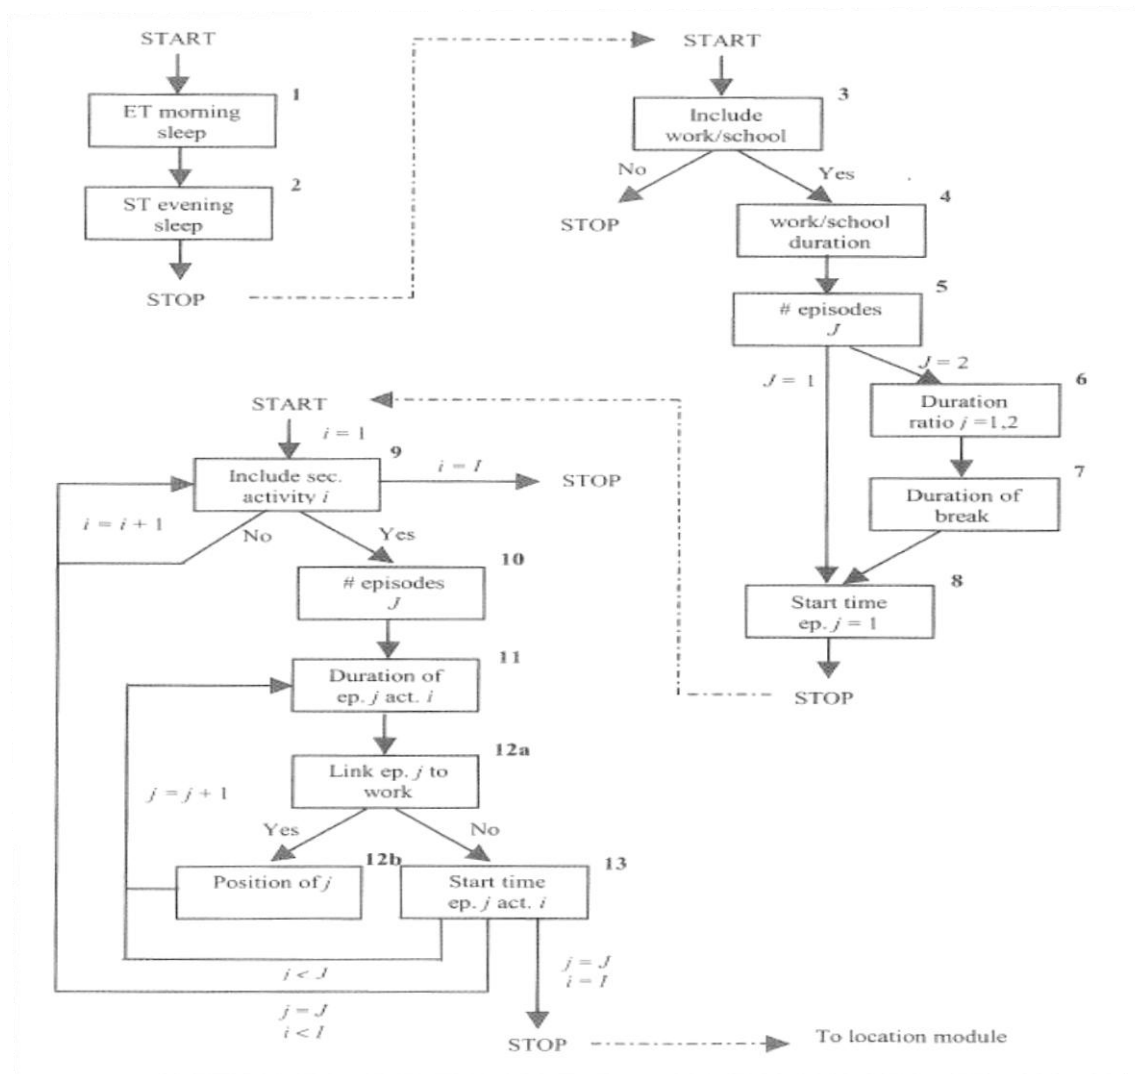 START
1
ET morning
sleep
2
ST evening
sleep
STOP
START
3
Include
work/school
No
Yes
STOP
4
work/school
duration
5
# episodes
J
J = 1
J = 2
6
Duration
ratio j =1,2
7
Duration of
break
8
Start time
ep. j = 1
STOP
START
i = 1
9
Include sec.
activity i
i = I
STOP
i = i + 1
No
Yes
10
# episodes
J
11
Duration of
ep. j act. i
12a
Link ep. j to
work
j = j + 1
Yes
No
12b
Position of j
13
Start time
ep. j act. i
j < J
j = J
i < I
j = J
i = I
STOP
To location module